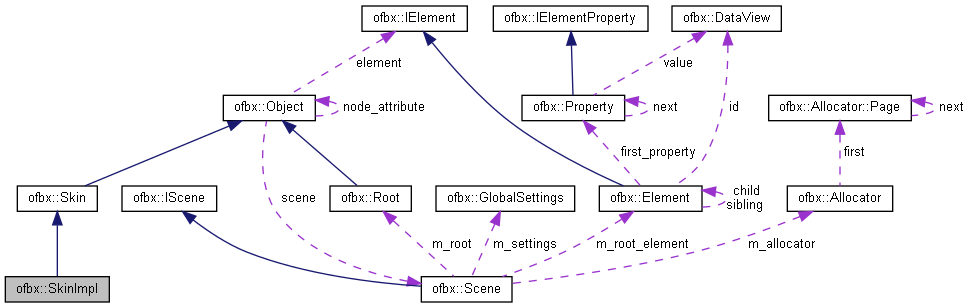 ofbx::IElement
ofbx::IElementProperty
ofbx::DataView
element
value
ofbx::Object
node_attribute
ofbx::Property
next
id
ofbx::Allocator::Page
next
first_property
first
ofbx::Skin
ofbx::IScene
scene
ofbx::Root
ofbx::GlobalSettings
ofbx::Element
child
sibling
ofbx::Allocator
m_root
m_settings
m_root_element
m_allocator
ofbx::SkinImpl
ofbx::Scene